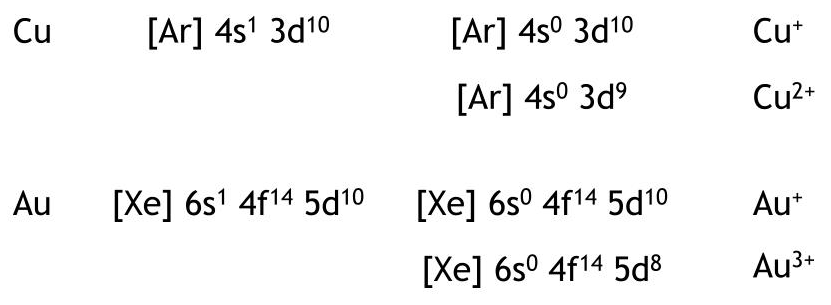 Cu [Ar] 4s¹ 3d¹⁰ [Ar] 4s⁰ 3d¹⁰ Cu⁺
[Ar] 4s⁰ 3d⁹ Cu²⁺
Au [Xe] 6s¹ 4f¹⁴ 5d¹⁰ [Xe] 6s⁰ 4f¹⁴ 5d¹⁰ Au⁺
[Xe] 6s⁰ 4f¹⁴ 5d⁸ Au³⁺